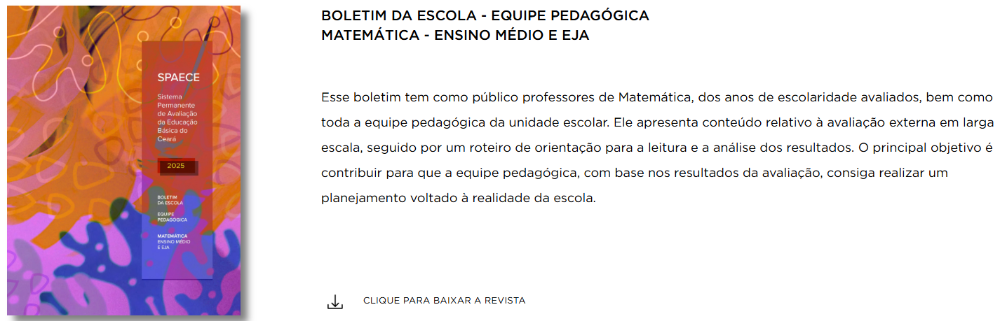 SPAECE
Sistema
Permanente
de Avaliação
da Educação
Básica do
Ceará
2025
BOLETIM
DA ESCOLA
EQUIPE
PEDAGÓGICA
MATEMÁTICA
ENSINO MÉDIO
E EJA
BOLETIM DA ESCOLA - EQUIPE PEDAGÓGICA
MATEMÁTICA - ENSINO MÉDIO E EJA
Esse boletim tem como público professores de Matemática, dos anos de escolaridade avaliados, bem como
toda a equipe pedagógica da unidade escolar. Ele apresenta conteúdo relativo à avaliação externa em larga
escala, seguido por um roteiro de orientação para a leitura e a análise dos resultados. O principal objetivo é
contribuir para que a equipe pedagógica, com base nos resultados da avaliação, consiga realizar um
planejamento voltado à realidade da escola.
CLIQUE PARA BAIXAR A REVISTA